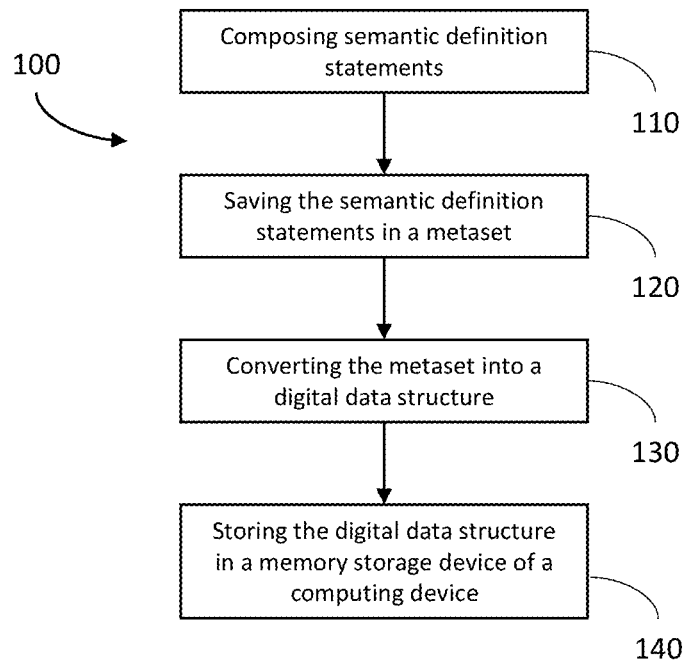 100
Composing semantic definition
statements
110
Saving the semantic definition
statements in a metaset
120
Converting the metaset into a
digital data structure
130
Storing the digital data structure
in a memory storage device of a
computing device
140